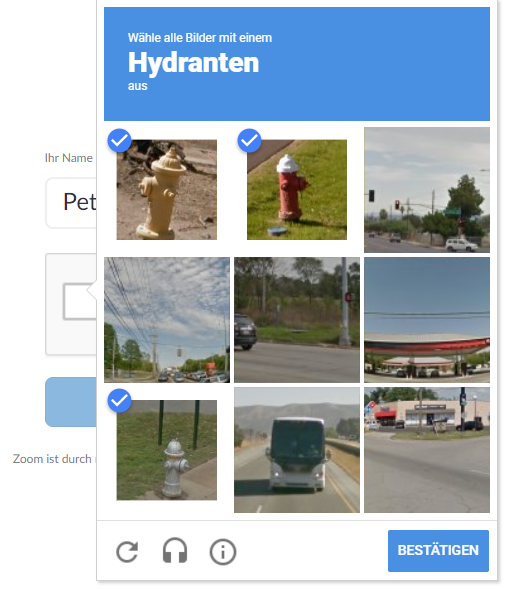 Wähle alle Bilder mit einem
Hydranten
aus
Ihr Name
Pet
Zoom ist durch
BESTÄTIGEN